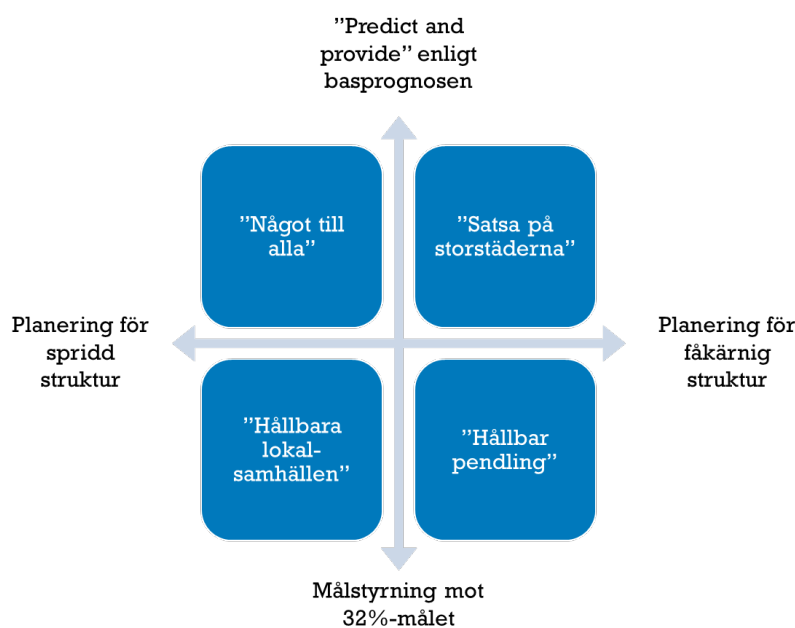 ”Predict and
provide” enligt
basprognosen
”Något till
alla”
”Satsa på
storstäderna”
Planering för
spridd
struktur
Planering för
fåkärnig
struktur
”Hållbara
lokal-
samhällen”
”Hållbar
pendling”
Målstyrning mot
32%-målet